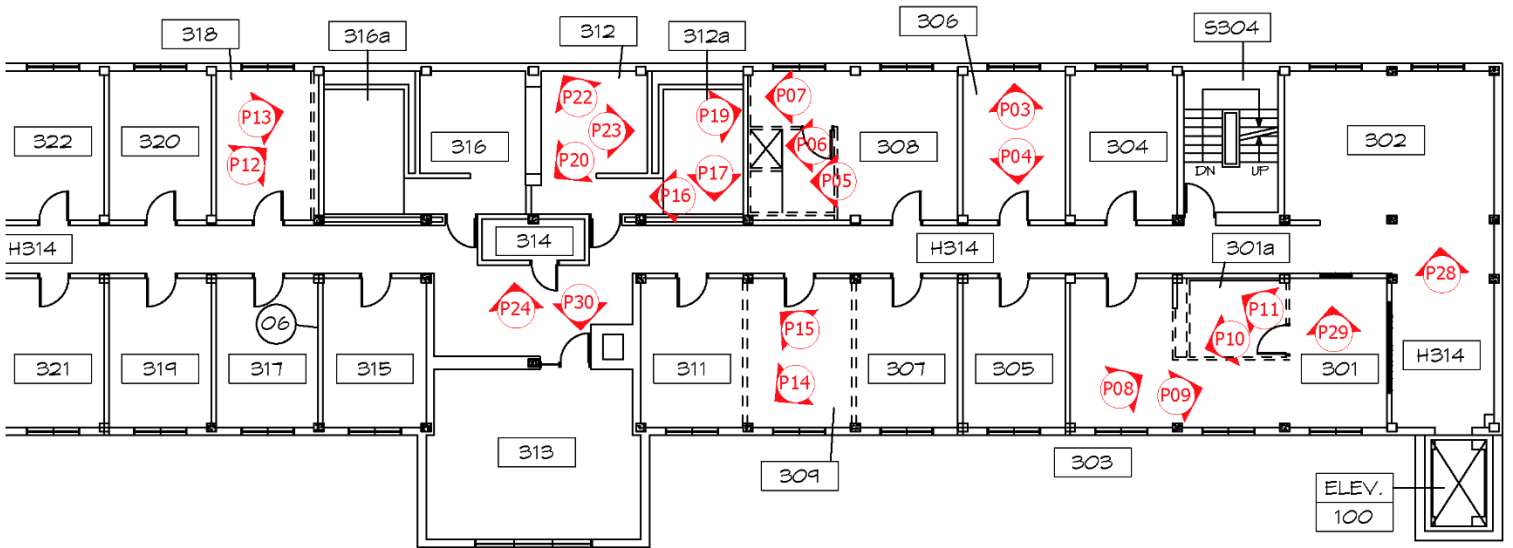 318
316a
312
312a
306
S304
P22
P07
P13
P19
P03
P23
322
320
316
P06
308
304
302
P12
P20
P04
DN
UP
P17
P05
P16
H314
314
H314
301a
P28
P24
P30
P11
06
P15
P29
P10
321
319
317
315
311
307
305
301
H314
P14
P08
P09
313
309
303
ELEV.
100